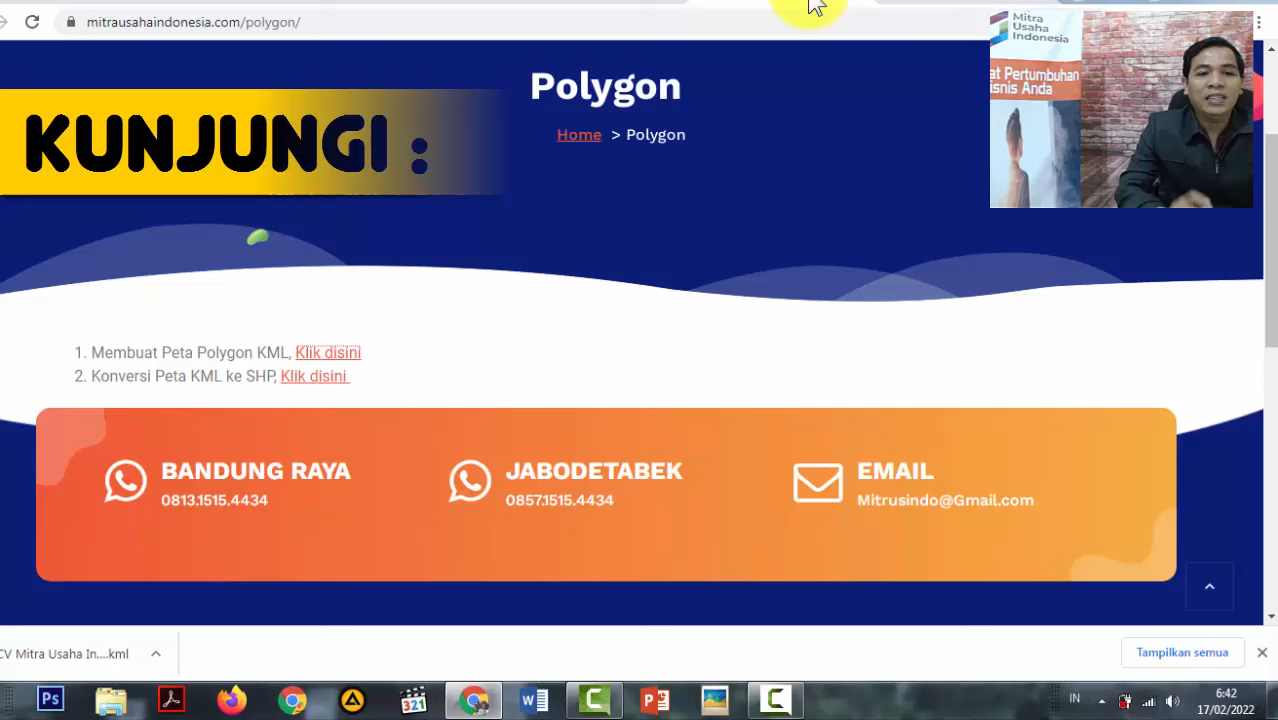 mitrausahaindonesia.com/polygon/
Mitra
Usaha
Indonesia
at Pertumbuhan
isnis Anda
Polygon
Home > Polygon
KUNJUNGI :
1. Membuat Peta Polygon KML, Klik disini
2. Konversi Peta KML ke SHP, Klik disini
BANDUNG RAYA
0813.1515.4434
JABODETABEK
0857.1515.4434
EMAIL
Mitrusindo@Gmail.com
CV Mitra Usaha In....kml
Tampilkan semua
Ps
321
W
P
IN
6:42
17/02/2022